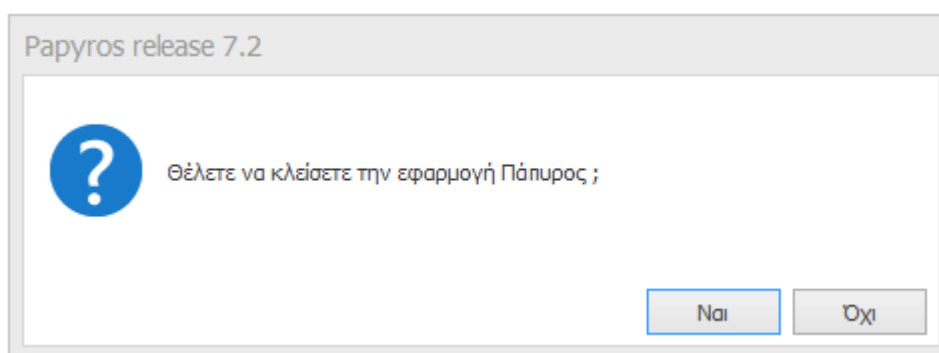 Papyros release 7.2
Θέλετε να κλείσετε την εφαρμογή Πάπυρος ;
Ναι Όχι